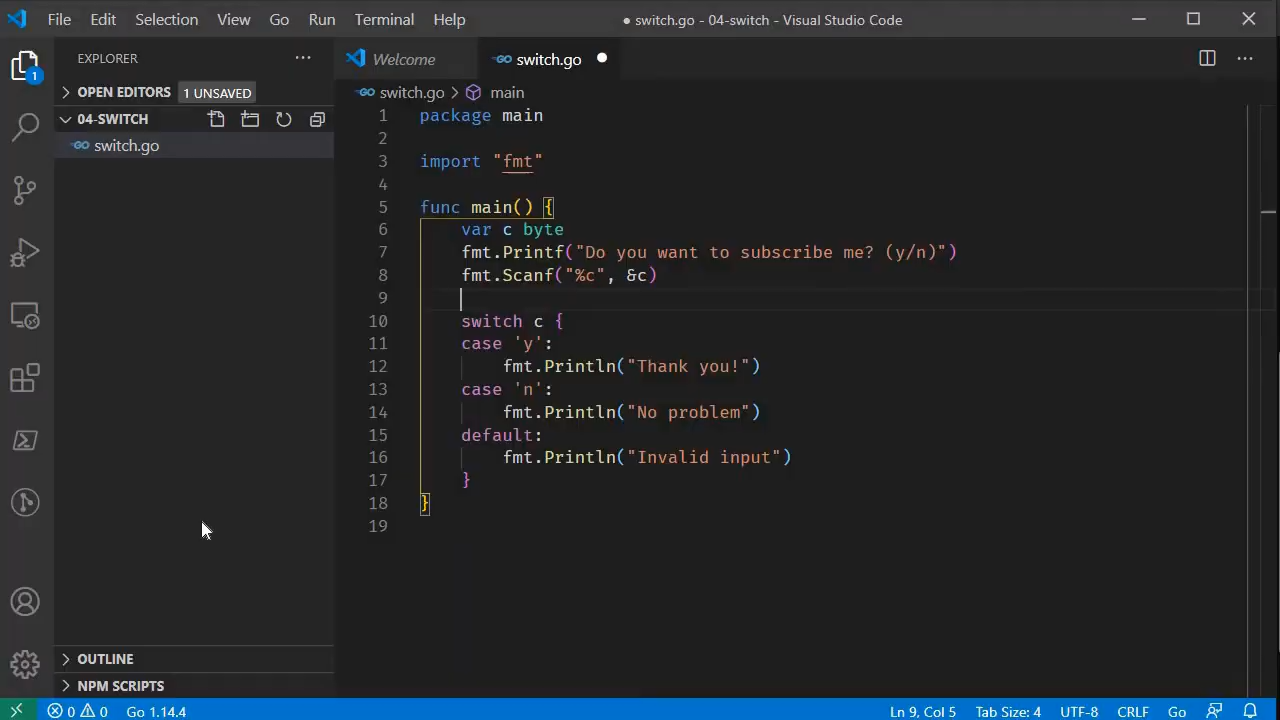 File Edit Selection View Go Run Terminal Help ● switch.go - 04-switch - Visual Studio Code
EXPLORER
1
OPEN EDITORS 1 UNSAVED
04-SWITCH
switch.go
OUTLINE
NPM SCRIPTS
Welcome switch.go
switch.go > main
1 package main
2
3 import "fmt"
4
5 func main() {
6 var c byte
7 fmt.Printf("Do you want to subscribe me? (y/n)")
8 fmt.Scanf("%c", &c)
9
10 switch c {
11 case 'y':
12 fmt.Println("Thank you!")
13 case 'n':
14 fmt.Println("No problem")
15 default:
16 fmt.Println("Invalid input")
17 }
18 }
19
0 0 Go 1.14.4 Ln 9, Col 5 Tab Size: 4 UTF-8 CRLF Go